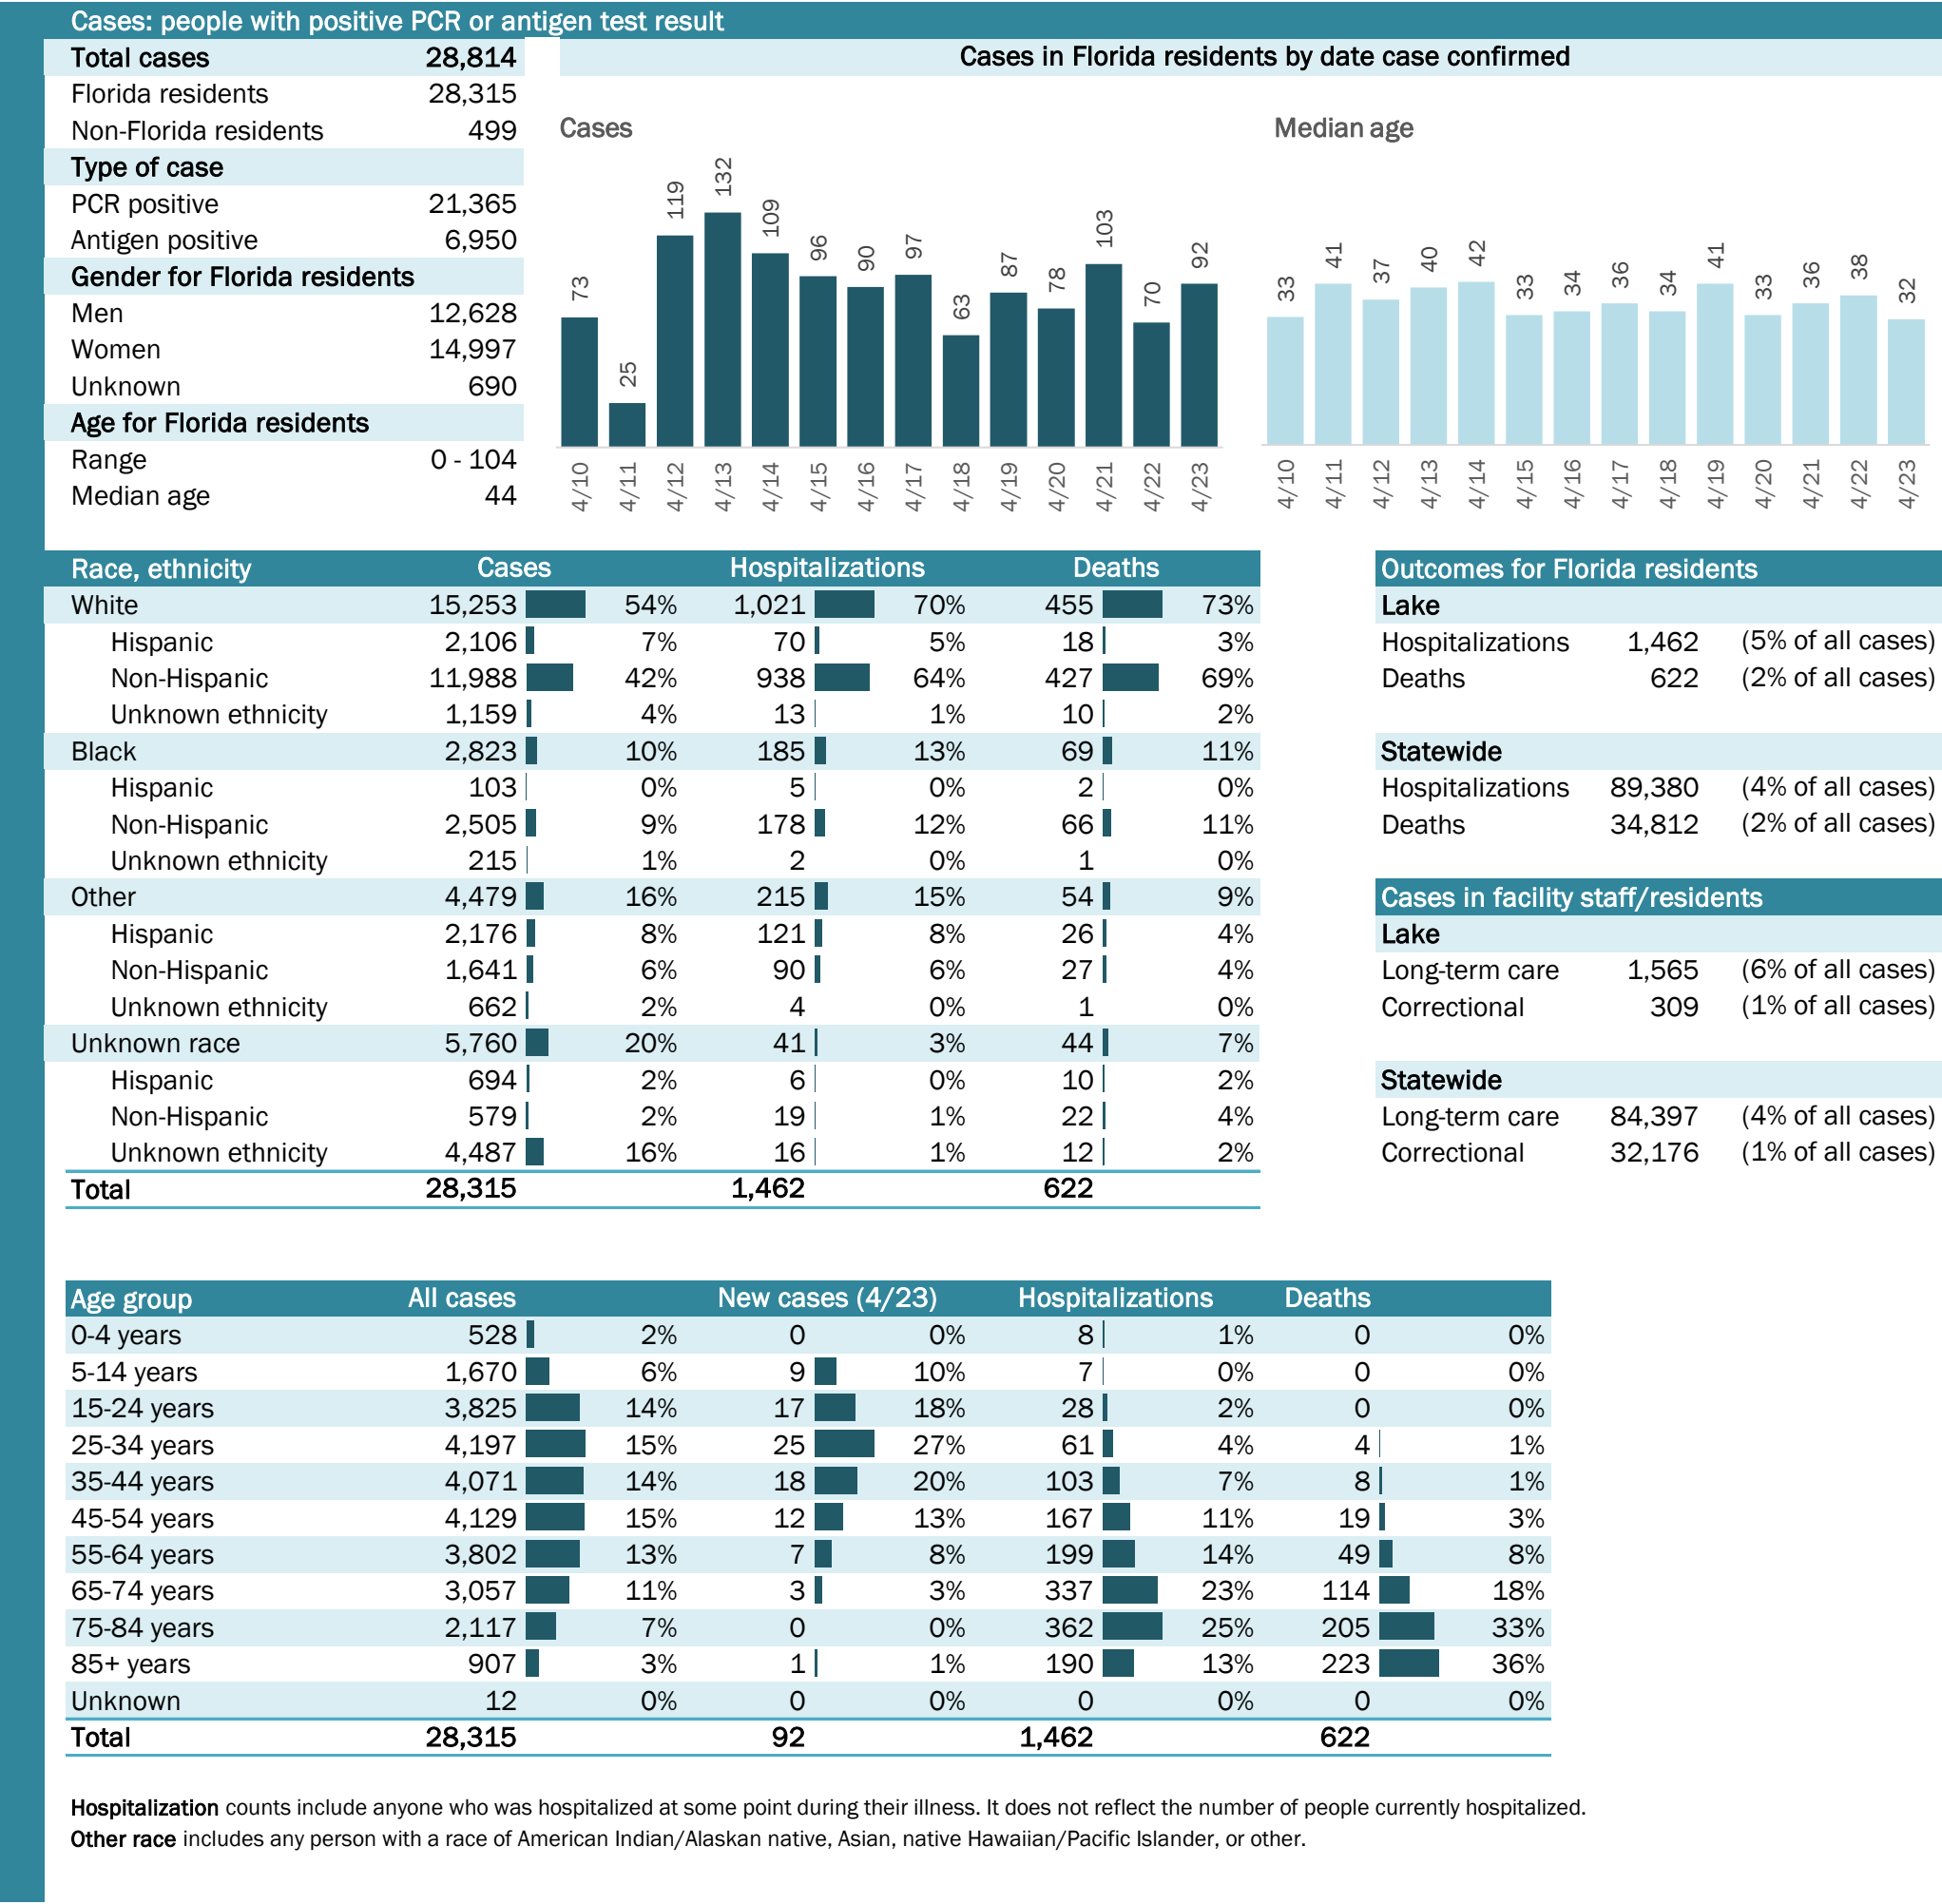 Cases: people with positive PCR or antigen test result
Total cases 28,814
Florida residents 28,315
Non-Florida residents 499
Type of case
PCR positive 21,365
Antigen positive 6,950
Gender for Florida residents
Men 12,628
Women 14,997
Unknown 690
Age for Florida residents
Range 0 - 104
Median age 44
Cases in Florida residents by date case confirmed
Cases
73 25 119 132 109 96 90 97 63 87 78 103 70 92
4/10 4/11 4/12 4/13 4/14 4/15 4/16 4/17 4/18 4/19 4/20 4/21 4/22 4/23
Median age
33 41 37 40 42 33 34 36 34 41 33 36 38 32
4/10 4/11 4/12 4/13 4/14 4/15 4/16 4/17 4/18 4/19 4/20 4/21 4/22 4/23
Race, ethnicity Cases Hospitalizations Deaths
White 15,253 54% 1,021 70% 455 73%
Hispanic 2,106 7% 70 5% 18 3%
Non-Hispanic 11,988 42% 938 64% 427 69%
Unknown ethnicity 1,159 4% 13 1% 10 2%
Black 2,823 10% 185 13% 69 11%
Hispanic 103 0% 5 0% 2 0%
Non-Hispanic 2,505 9% 178 12% 66 11%
Unknown ethnicity 215 1% 2 0% 1 0%
Other 4,479 16% 215 15% 54 9%
Hispanic 2,176 8% 121 8% 26 4%
Non-Hispanic 1,641 6% 90 6% 27 4%
Unknown ethnicity 662 2% 4 0% 1 0%
Unknown race 5,760 20% 41 3% 44 7%
Hispanic 694 2% 6 0% 10 2%
Non-Hispanic 579 2% 19 1% 22 4%
Unknown ethnicity 4,487 16% 16 1% 12 2%
Total 28,315 1,462 622
Outcomes for Florida residents
Lake
Hospitalizations 1,462 (5% of all cases)
Deaths 622 (2% of all cases)
Statewide
Hospitalizations 89,380 (4% of all cases)
Deaths 34,812 (2% of all cases)
Cases in facility staff/residents
Lake
Long-term care 1,565 (6% of all cases)
Correctional 309 (1% of all cases)
Statewide
Long-term care 84,397 (4% of all cases)
Correctional 32,176 (1% of all cases)
Age group All cases New cases (4/23) Hospitalizations Deaths
0-4 years 528 2% 0 0% 8 1% 0 0%
5-14 years 1,670 6% 9 10% 7 0% 0 0%
15-24 years 3,825 14% 17 18% 28 2% 0 0%
25-34 years 4,197 15% 25 27% 61 4% 4 1%
35-44 years 4,071 14% 18 20% 103 7% 8 1%
45-54 years 4,129 15% 12 13% 167 11% 19 3%
55-64 years 3,802 13% 7 8% 199 14% 49 8%
65-74 years 3,057 11% 3 3% 337 23% 114 18%
75-84 years 2,117 7% 0 0% 362 25% 205 33%
85+ years 907 3% 1 1% 190 13% 223 36%
Unknown 12 0% 0 0% 0 0% 0 0%
Total 28,315 92 1,462 622
Hospitalization counts include anyone who was hospitalized at some point during their illness. It does not reflect the number of people currently hospitalized.
Other race includes any person with a race of American Indian/Alaskan native, Asian, native Hawaiian/Pacific Islander, or other.